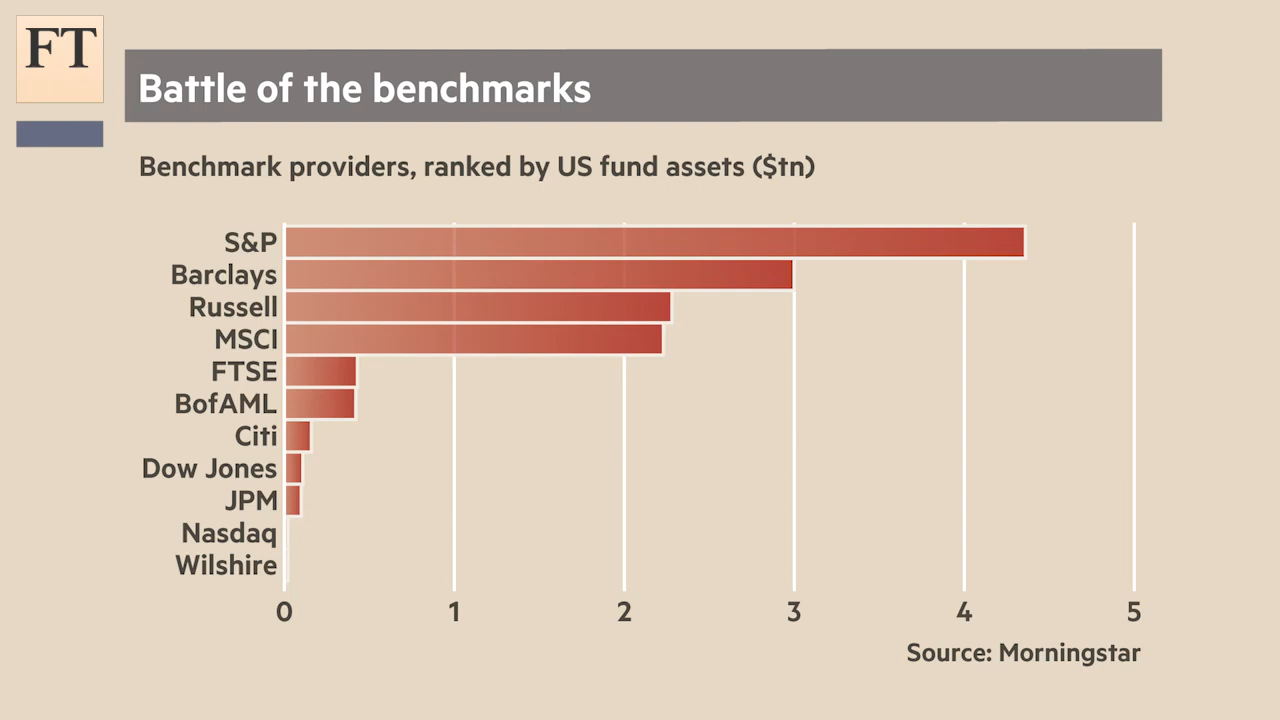 FT
Battle of the benchmarks
Benchmark providers, ranked by US fund assets ($tn)
S&P
Barclays
Russell
MSCI
FTSE
BofAML
Citi
Dow Jones
JPM
Nasdaq
Wilshire
0 1 2 3 4 5
Source: Morningstar